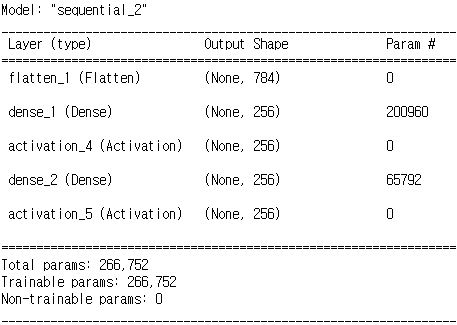 Model: "sequential_2"
Layer (type) Output Shape Param #
flatten_1 (Flatten) (None, 784) 0
dense_1 (Dense) (None, 256) 200960
activation_4 (Activation) (None, 256) 0
dense_2 (Dense) (None, 256) 65792
activation_5 (Activation) (None, 256) 0
Total params: 266,752
Trainable params: 266,752
Non-trainable params: 0